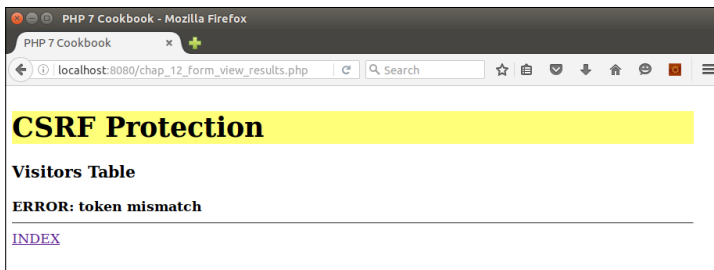 PHP 7 Cookbook - Mozilla Firefox
PHP 7 Cookbook
localhost:8080/chap_12_form_view_results.php
Search
CSRF Protection
Visitors Table
ERROR: token mismatch
INDEX